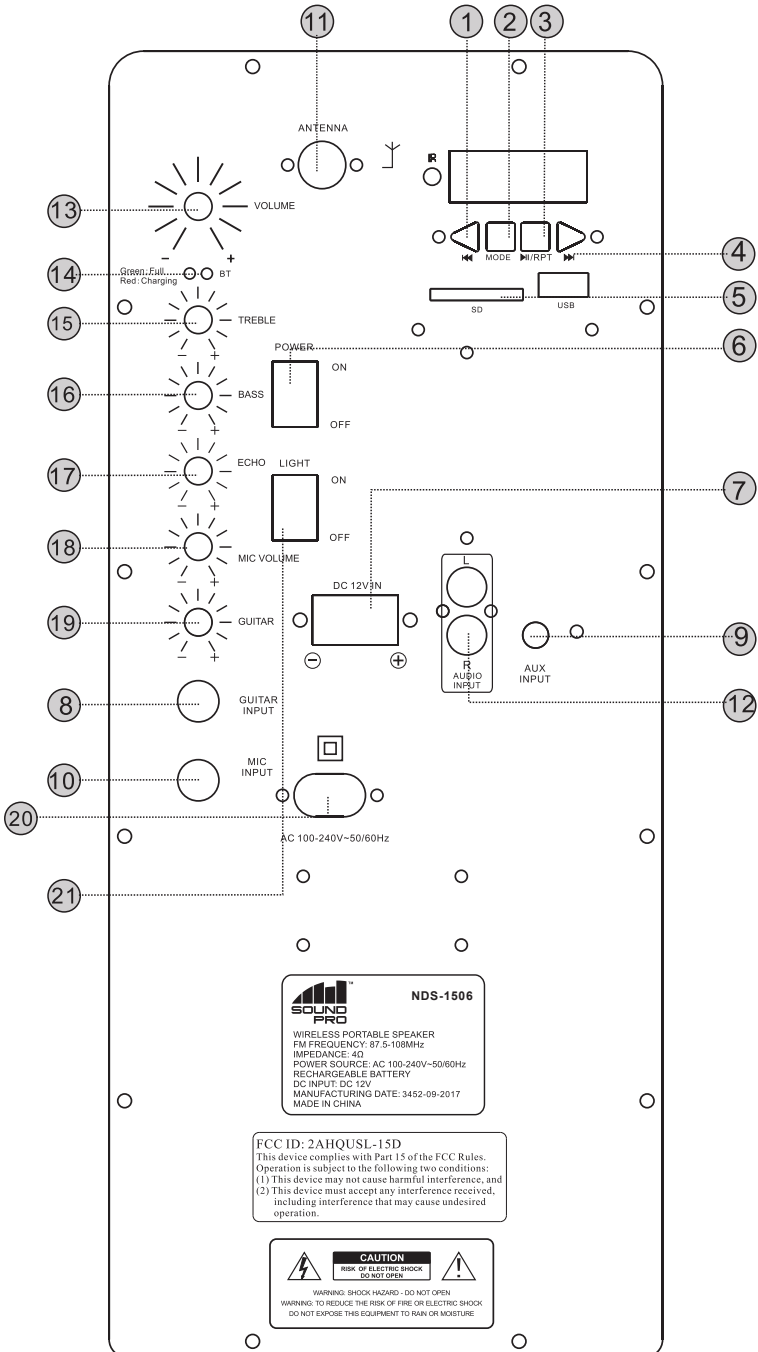 11
1
2
3
ANTENNA
IR
13
VOLUME
- +
MODE
/RPT
4
14
Green: Full
Red: Charging
BT
5
SD
USB
15
TREBLE
- +
POWER
6
ON
16
BASS
OFF
- +
17
ECHO
LIGHT
ON
7
- +
18
MIC VOLUME
OFF
- +
DC 12V IN
L
19
GUITAR
- +
9
R
AUDIO
INPUT
AUX
INPUT
8
GUITAR
INPUT
12
10
MIC
INPUT
20
AC 100-240V~50/60Hz
21
SOUND
PRO
TM
NDS-1506
WIRELESS PORTABLE SPEAKER
FM FREQUENCY: 87.5-108MHz
IMPEDANCE: 4Ω
POWER SOURCE: AC 100-240V~50/60Hz
RECHARGEABLE BATTERY
DC INPUT: DC 12V
MANUFACTURING DATE: 3452-09-2017
MADE IN CHINA
FCC ID: 2AHQUSL-15D
This device complies with Part 15 of the FCC Rules.
Operation is subject to the following two conditions:
(1) This device may not cause harmful interference, and
(2) This device must accept any interference received,
including interference that may cause undesired
operation.
CAUTION
RISK OF ELECTRIC SHOCK
DO NOT OPEN
WARNING: SHOCK HAZARD - DO NOT OPEN
WARNING: TO REDUCE THE RISK OF FIRE OR ELECTRIC SHOCK
DO NOT EXPOSE THIS EQUIPMENT TO RAIN OR MOISTURE